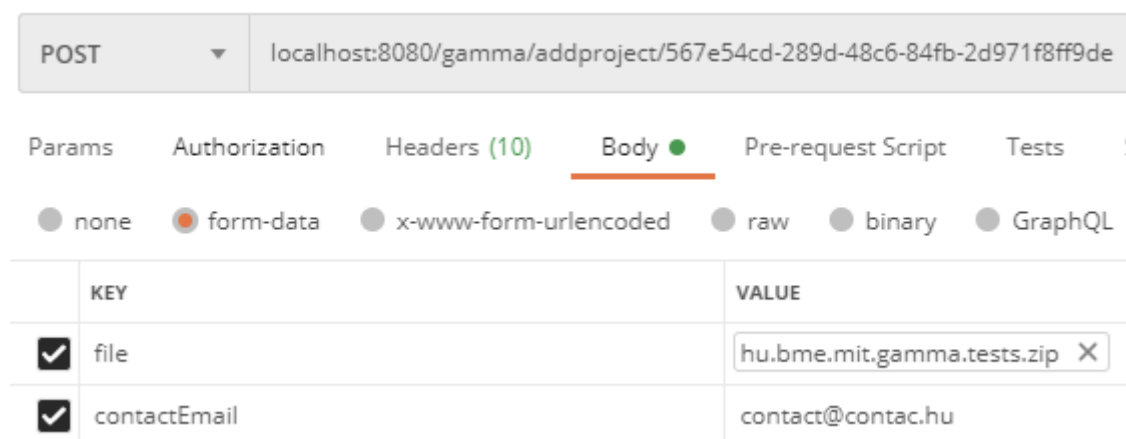 POST localhost:8080/gamma/addproject/567e54cd-289d-48c6-84fb-2d971f8ff9de
Params Authorization Headers (10) Body Pre-request Script Tests
none form-data x-www-form-urlencoded raw binary GraphQL
KEY VALUE
file hu.bme.mit.gamma.tests.zip
contactEmail contact@contac.hu